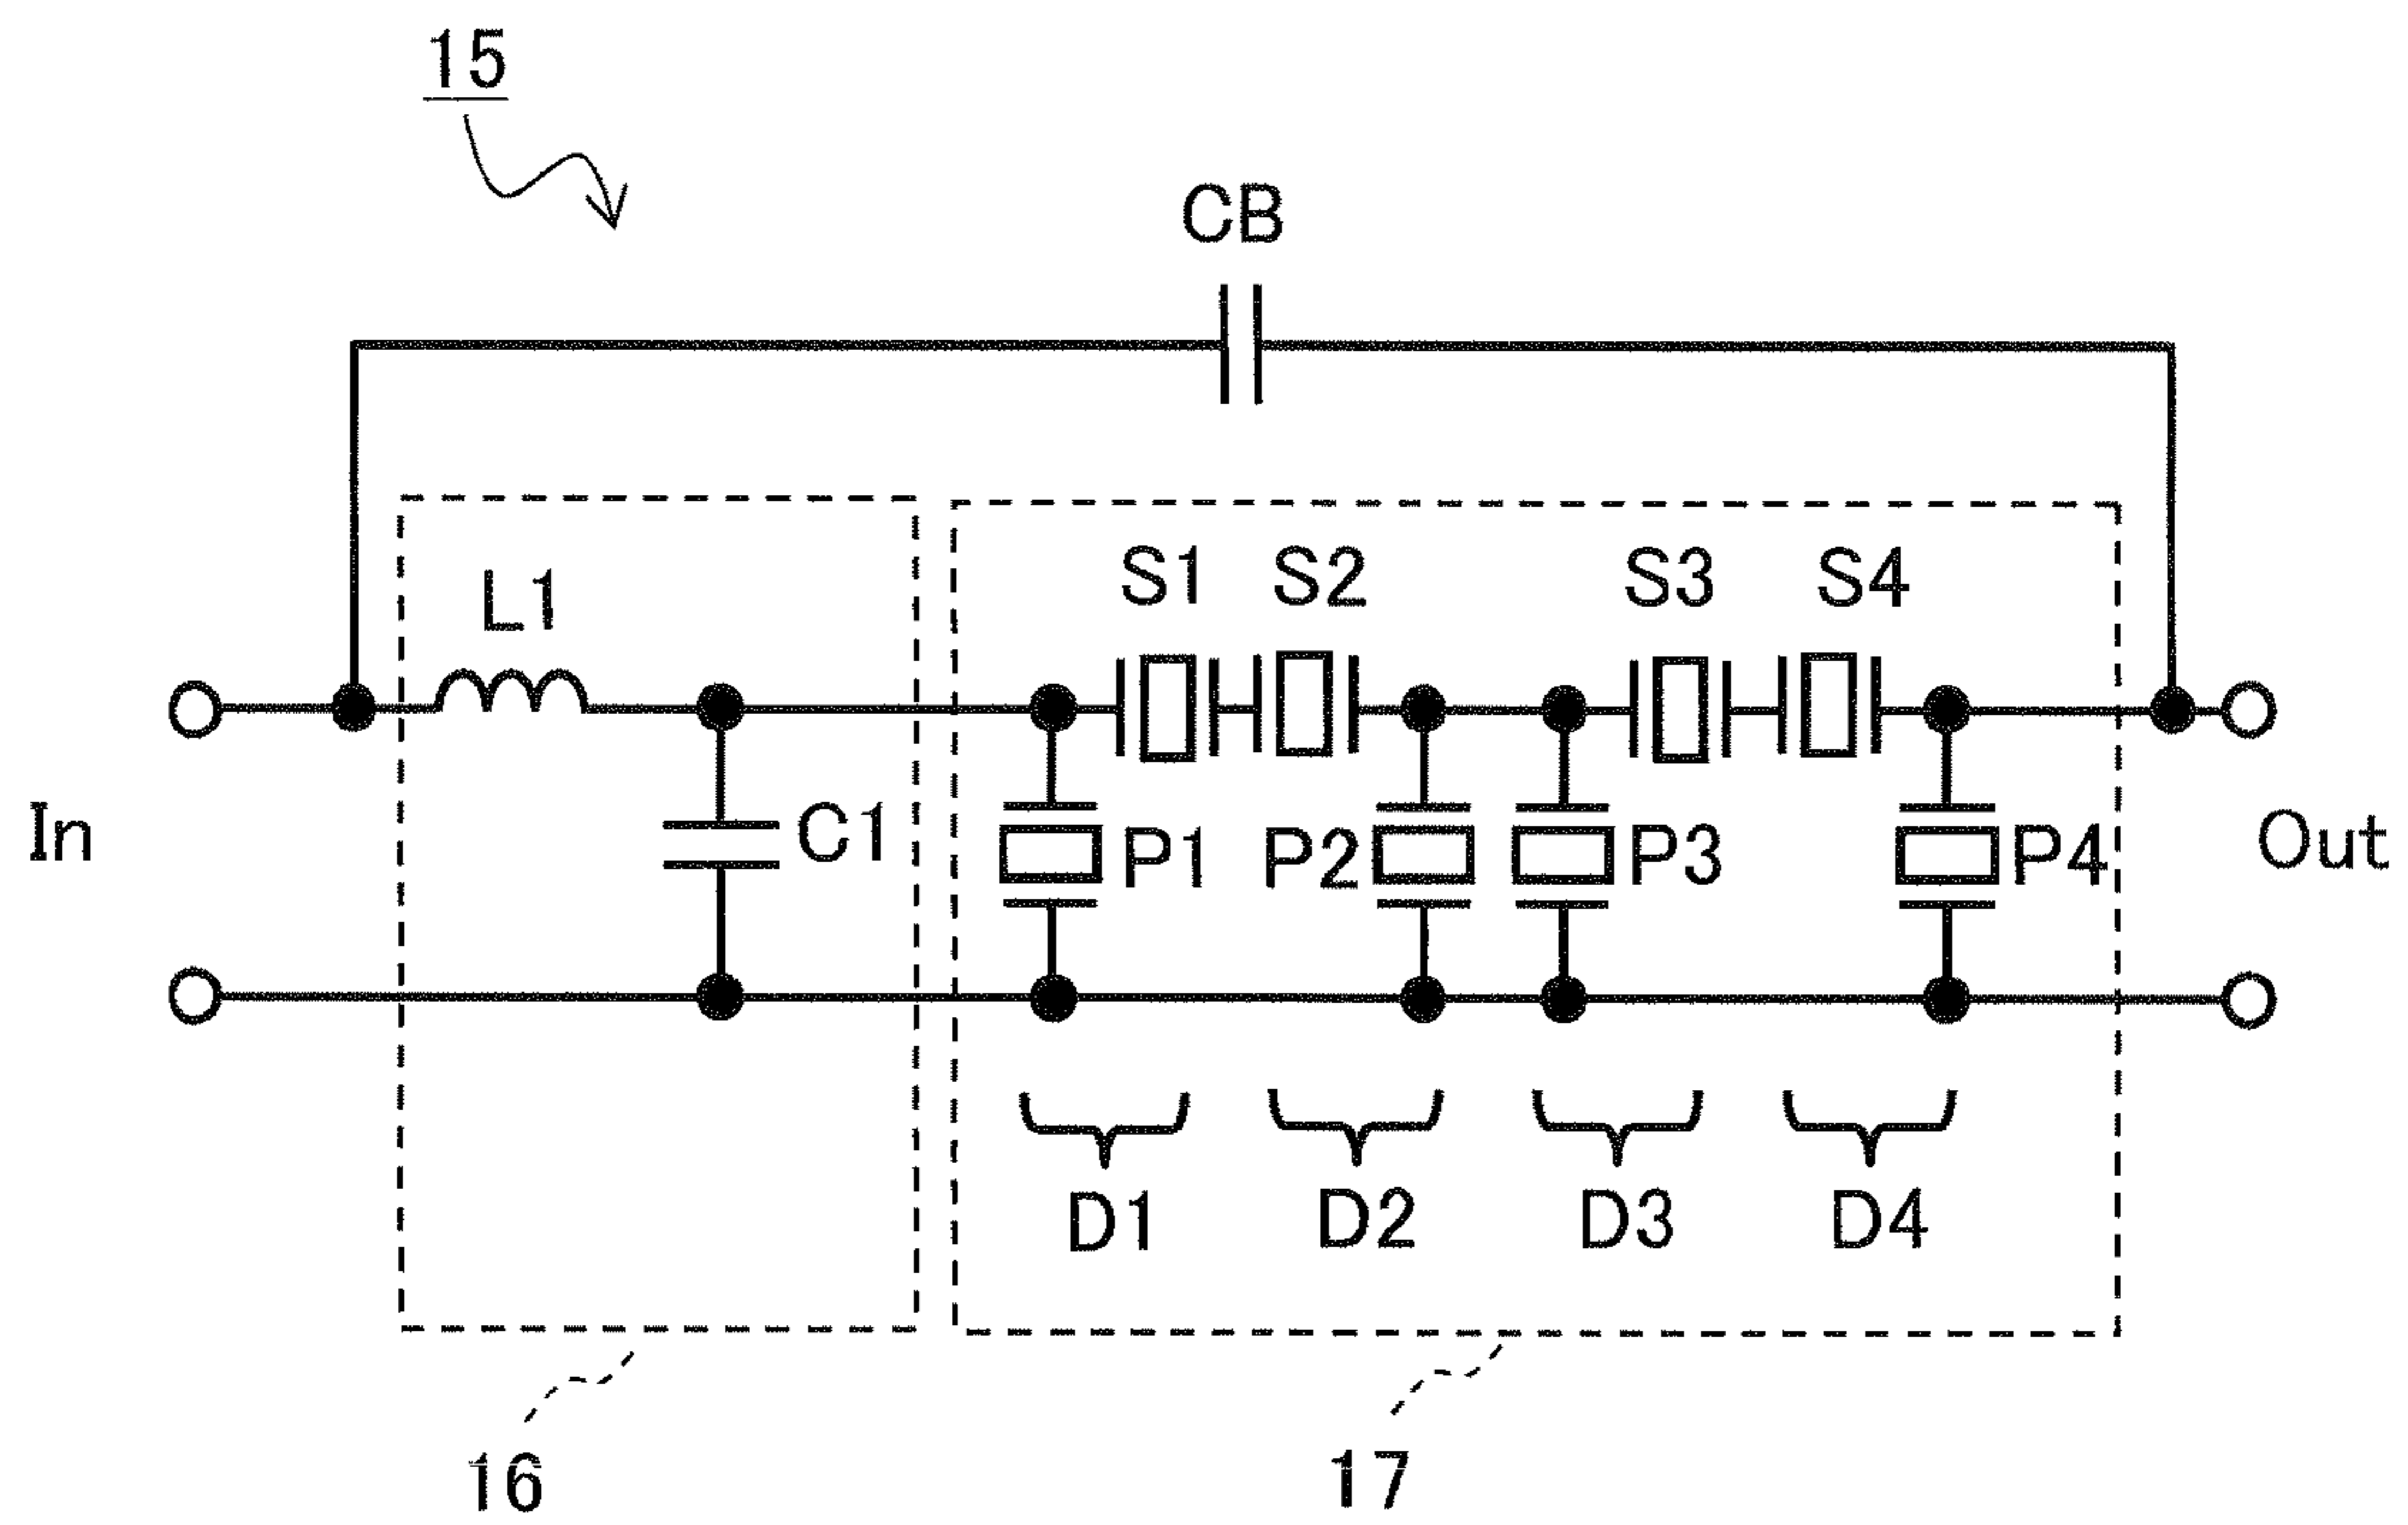 15
CB
S1 S2 S3 S4
L1
In C1 P1 P2 P3 P4 Out
D1 D2 D3 D4
16 17